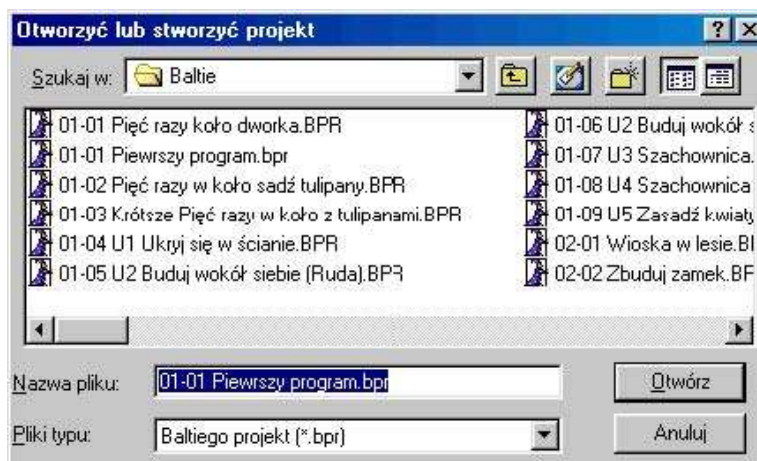 Otworzyć lub stworzyć projekt
Szukaj w: Baltie
01-01 Pięć razy koło dworka.BPR
01-01 Piewrszy program.bpr
01-02 Pięć razy w koło sadź tulipany.BPR
01-03 Krótsze Pięć razy w koło z tulipanami.BPR
01-04 U1 Ukryj się w ścianie.BPR
01-05 U2 Buduj wokół siebie (Ruda).BPR
01-06 U2 Buduj wokół s
01-07 U3 Szachownica.
01-08 U4 Szachownica
01-09 U5 Zasadź kwiaty
02-01 Wioska w lesie.BI
02-02 Zbuduj zamek.BF
Nazwa pliku: 01-01 Piewrszy program.bpr
Otwórz
Pliki typu: Baltiego projekt (*.bpr)
Anuluj